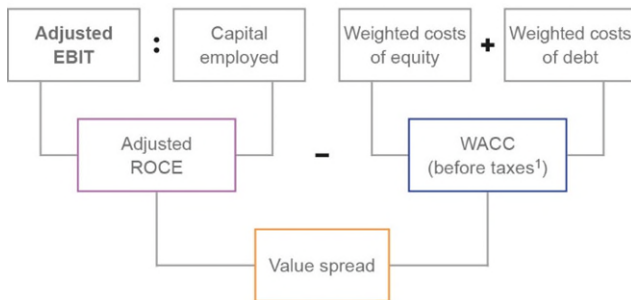 Adjusted
EBIT
:
Capital
employed
Weighted costs
of equity
+
Weighted costs
of debt
Adjusted
ROCE
–
WACC
(before taxes¹)
Value spread